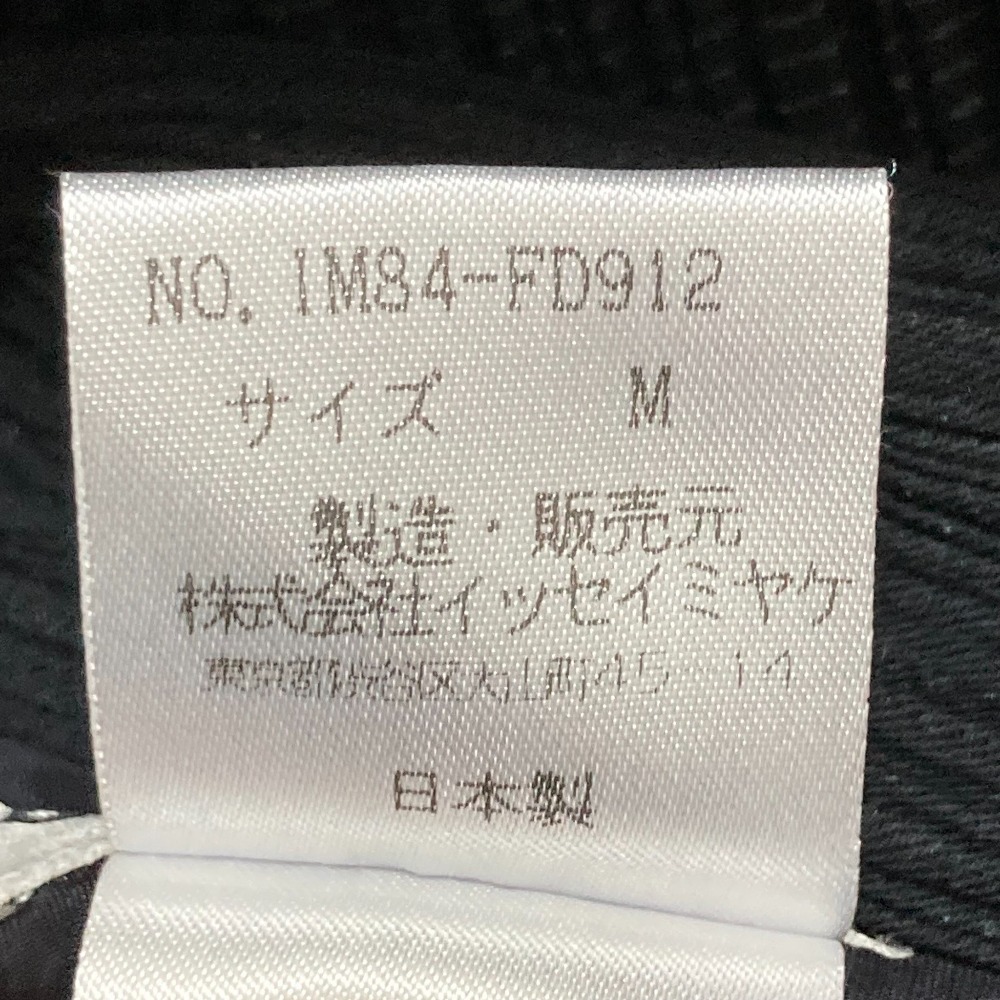 NO. IM84-FD912
サイズ M
製造・販売元
株式会社イッセイミヤケ
東京都渋谷区大山町45 14
日本製